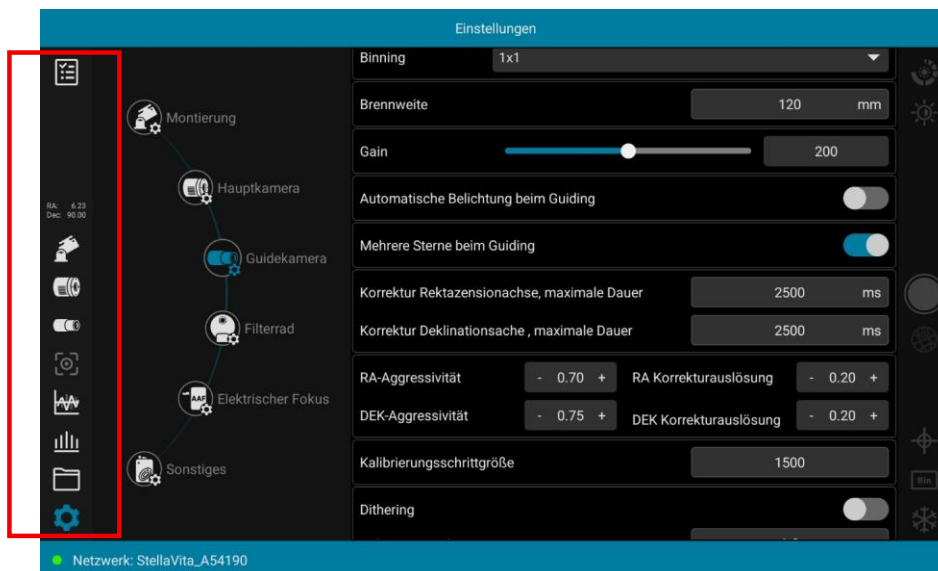 Einstellungen
Binning 1x1
Brennweite 120 mm
Montierung
Gain 200
Hauptkamera
Automatische Belichtung beim Guiding
RA: 6.23
Dec: 90.00
Mehrere Sterne beim Guiding
Guidekamera
Korrektur Rektazensionachse, maximale Dauer 2500 ms
Filterrad
Korrektur Deklinationsache , maximale Dauer 2500 ms
RA-Aggressivität - 0.70 + RA Korrekturauslösung - 0.20 +
AAF Elektrischer Fokus
DEK-Aggressivität - 0.75 + DEK Korrekturauslösung - 0.20 +
Sonstiges
Kalibrierungsschrittgröße 1500
Bin
Dithering
Netzwerk: StellaVita_A54190